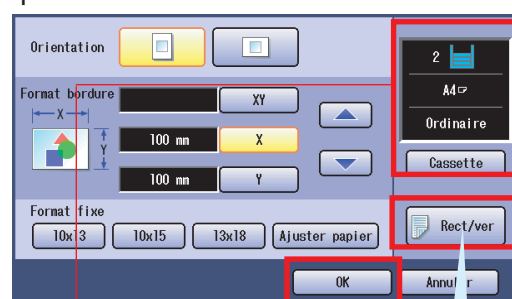 Orientation
2
A4
Ordinaire
Cassette
Format bordure
X
Y
XY
100 mm X
100 mm Y
Rect/ver
Format fixe
10x13 10x15 13x18 Ajuster papier
OK Annuler